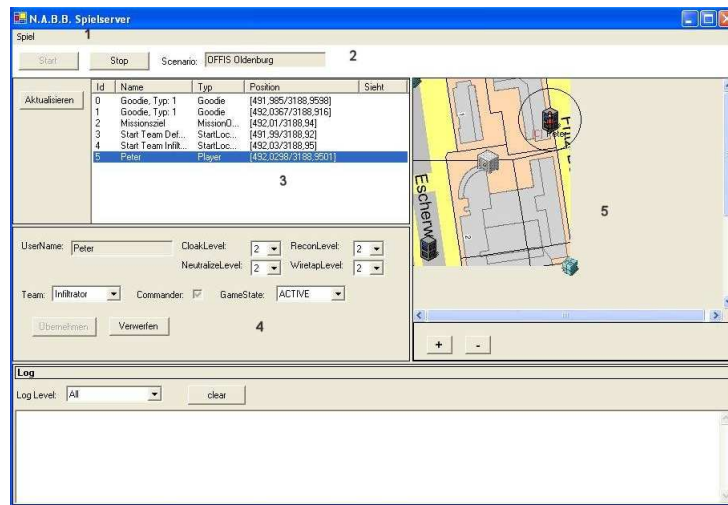 N.A.B.B. Spielserver
Spiel 1
Start Stop Scenario: OFFIS Oldenburg 2
Aktualisieren
Id Name Typ Position Sieht
0 Goodie, Typ: 1 Goodie [491,985/3188,9598]
1 Goodie, Typ: 1 Goodie [492,0367/3188,916]
2 Missionsziel MissionO... [492,01/3188,94]
3 Start Team Def... StartLoc... [491,99/3188,92]
4 Start Team Infilt... StartLoc... [492,03/3188,95]
5 Peter Player [492,0298/3188,9501]
3
UserName: Peter CloakLevel: 2 ReconLevel: 2
NeutralizeLevel: 2 WiretapLevel: 2
Team: Infiltrator Commander: GameState: ACTIVE
Übernehmen Verwerfen 4
Peter
Escherw
5
2
+ -
Log
Log Level: All clear